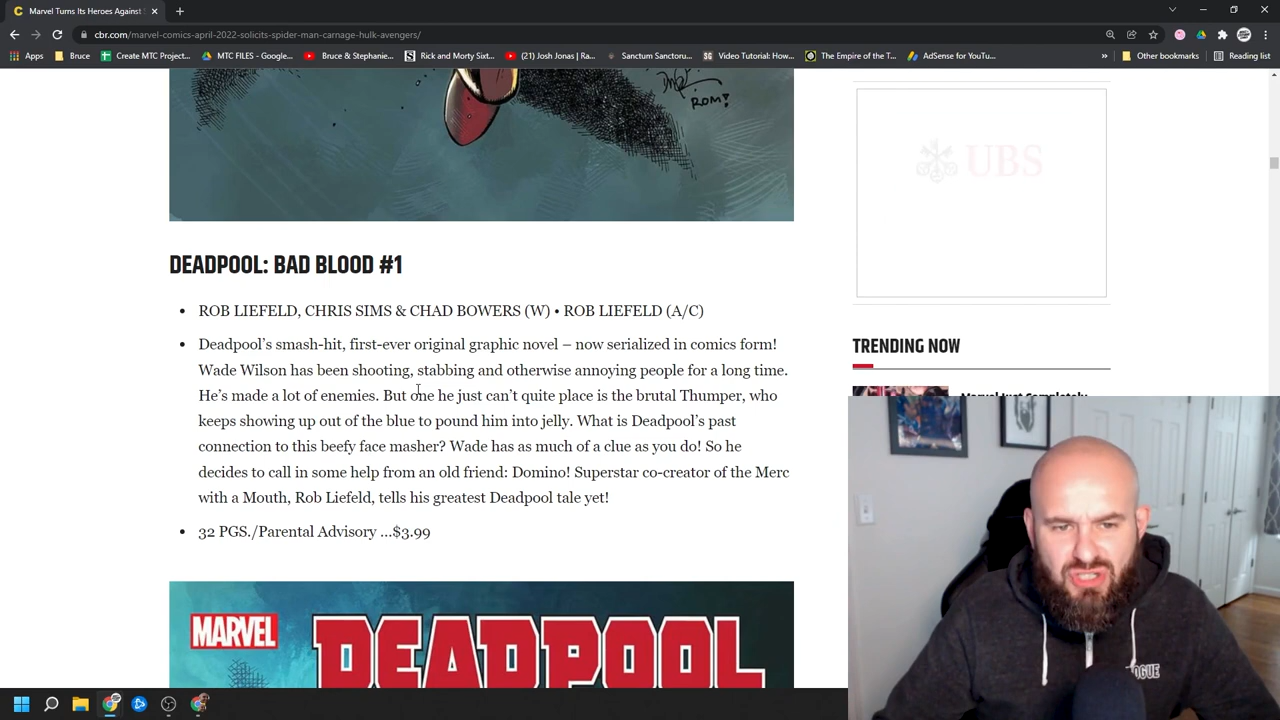 Marvel Turns Its Heroes Against
cbr.com/marvel-comics-april-2022-solicits-spider-man-carnage-hulk-avengers/
Apps
Bruce
Create MTC Project...
MTC FILES - Google...
Bruce & Stephanie...
Rick and Morty Sixt...
(21) Josh Jonas | Ra...
Sanctum Sanctoru...
Video Tutorial: How...
The Empire of the T...
AdSense for YouTu...
Other bookmarks
Reading list
ROM!
UBS
DEADPOOL: BAD BLOOD #1
ROB LIEFELD, CHRIS SIMS & CHAD BOWERS (W) • ROB LIEFELD (A/C)
Deadpool’s smash-hit, first-ever original graphic novel – now serialized in comics form!
Wade Wilson has been shooting, stabbing and otherwise annoying people for a long time.
He’s made a lot of enemies. But one he just can’t quite place is the brutal Thumper, who
keeps showing up out of the blue to pound him into jelly. What is Deadpool’s past
connection to this beefy face masher? Wade has as much of a clue as you do! So he
decides to call in some help from an old friend: Domino! Superstar co-creator of the Merc
with a Mouth, Rob Liefeld, tells his greatest Deadpool tale yet!
32 PGS./Parental Advisory …$3.99
TRENDING NOW
MARVEL
DEADPOOL
OGUE